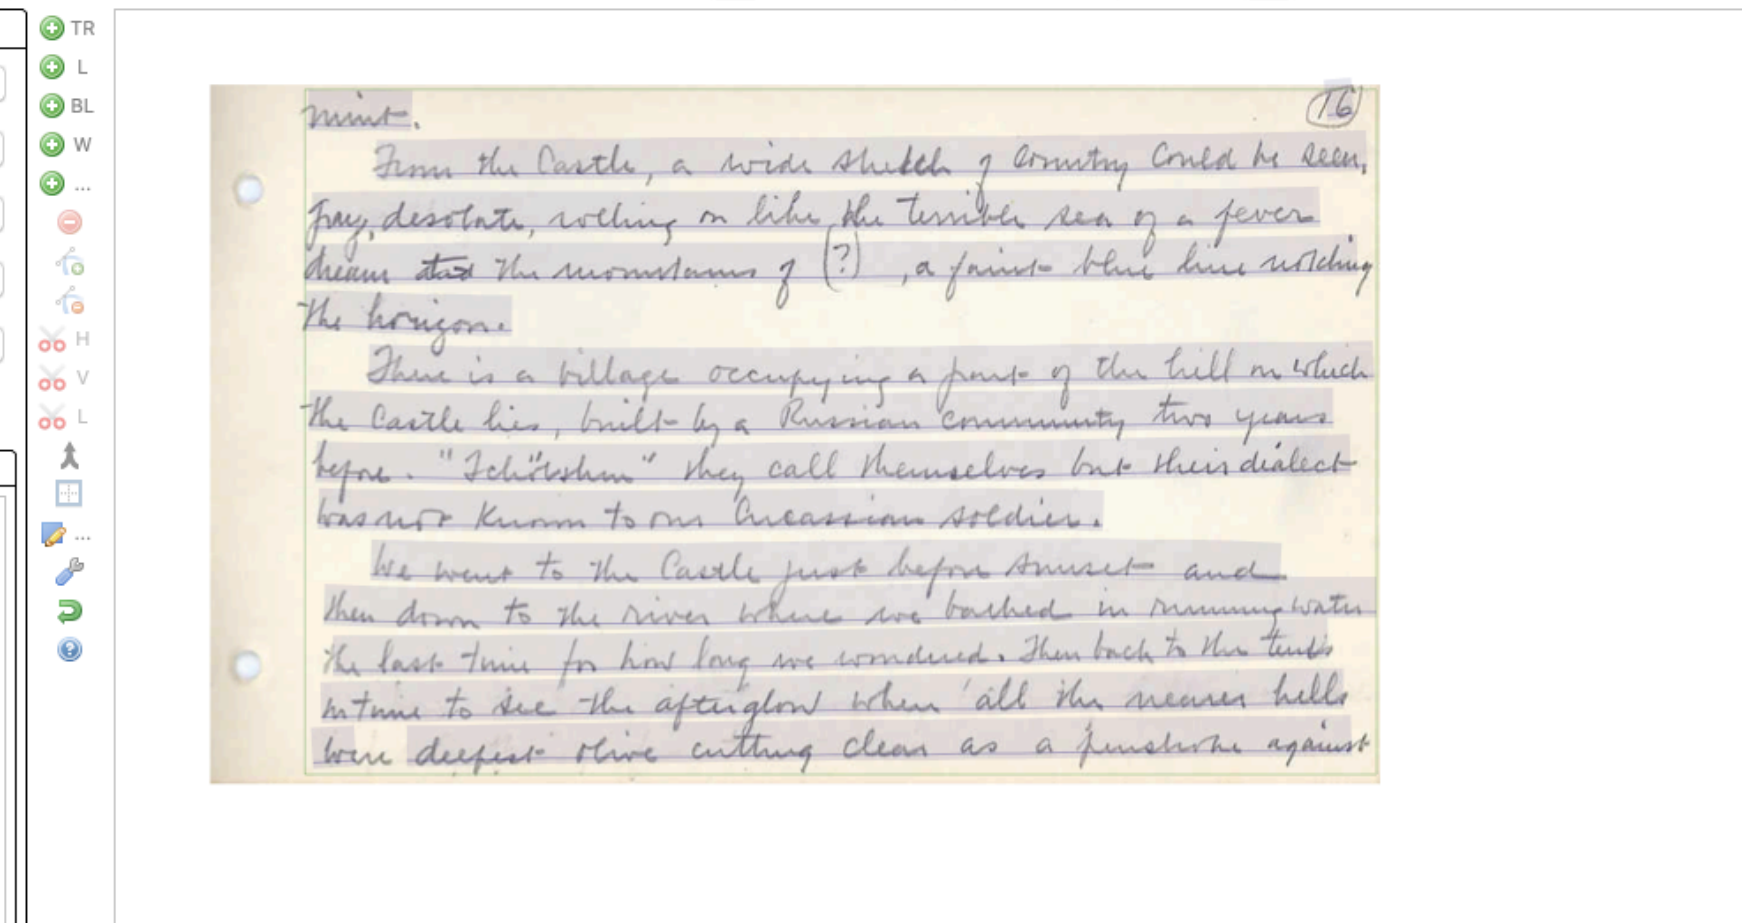 TR
L
BL
W
...
H
V
L
...
16
mint.
From the Castle, a wide stretch of Country Could be seen,
gray, desolate, rolling on like the terrible sea of a fever
dream and the mountains of (?) , a faint blue line notching
the horizon.
There is a village occupying a part of the hill on which
the Castle lies, built by a Russian community two years
before. " " they call themselves but their dialect
was not known to our Circassian soldier.
We went to the Castle just before sunset and
then down to the river where we bathed in running water
the last time for how long we wondered. Then back to the tents
in time to see the afterglow when all the nearer hills
were deepest olive cutting clear as a penstroke against